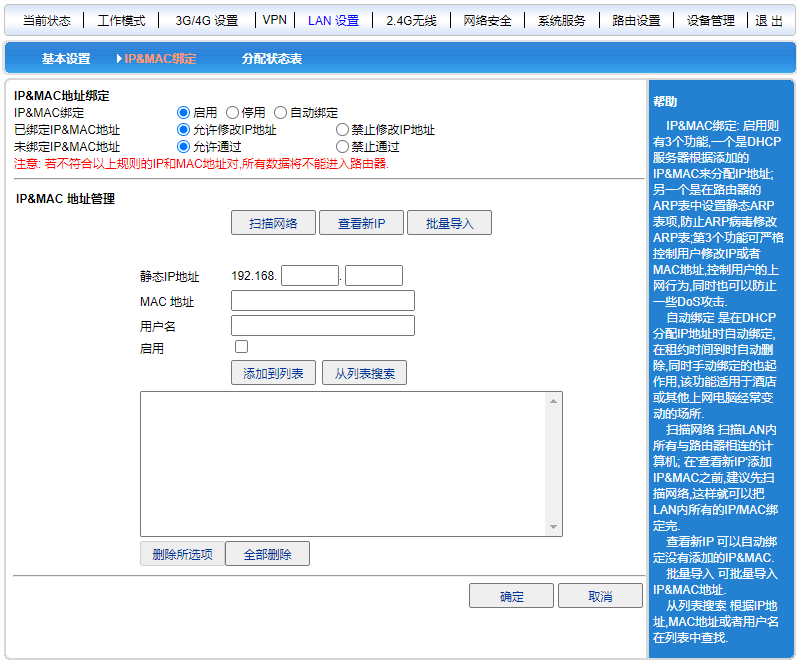 当前状态 工作模式 3G/4G 设置 VPN LAN 设置 2.4G无线 网络安全 系统服务 路由设置 设备管理 退 出
基本设置 IP&MAC绑定 分配状态表
IP&MAC地址绑定
IP&MAC绑定 启用 停用 自动绑定
已绑定IP&MAC地址 允许修改IP地址 禁止修改IP地址
未绑定IP&MAC地址 允许通过 禁止通过
注意: 若不符合以上规则的IP和MAC地址对,所有数据将不能进入路由器.
IP&MAC 地址管理
扫描网络 查看新IP 批量导入
静态IP地址 192.168. .
MAC 地址
用户名
启用
添加到列表 从列表搜索
删除所选项 全部删除
确定 取消
帮助
IP&MAC绑定: 启用则
有3个功能,一个是DHCP
服务器根据添加的
IP&MAC来分配IP地址;
另一个是在路由器的
ARP表中设置静态ARP
表项,防止ARP病毒修改
ARP表;第3个功能可严格
控制用户修改IP或者
MAC地址,控制用户的上
网行为,同时也可以防止
一些DoS攻击.
自动绑定 是在DHCP
分配IP地址时自动绑定,
在租约时间到时自动删
除,同时手动绑定的也起
作用,该功能适用于酒店
或其他上网电脑经常变
动的场所.
扫描网络 扫描LAN内
所有与路由器相连的计
算机; 在'查看新IP'添加
IP&MAC之前,建议先扫
描网络,这样就可以把
LAN内所有的IP/MAC绑
定完.
查看新IP 可以自动绑
定没有添加的IP&MAC.
批量导入 可批量导入
IP&MAC地址.
从列表搜索 根据IP地
址,MAC地址或者用户名
在列表中查找.